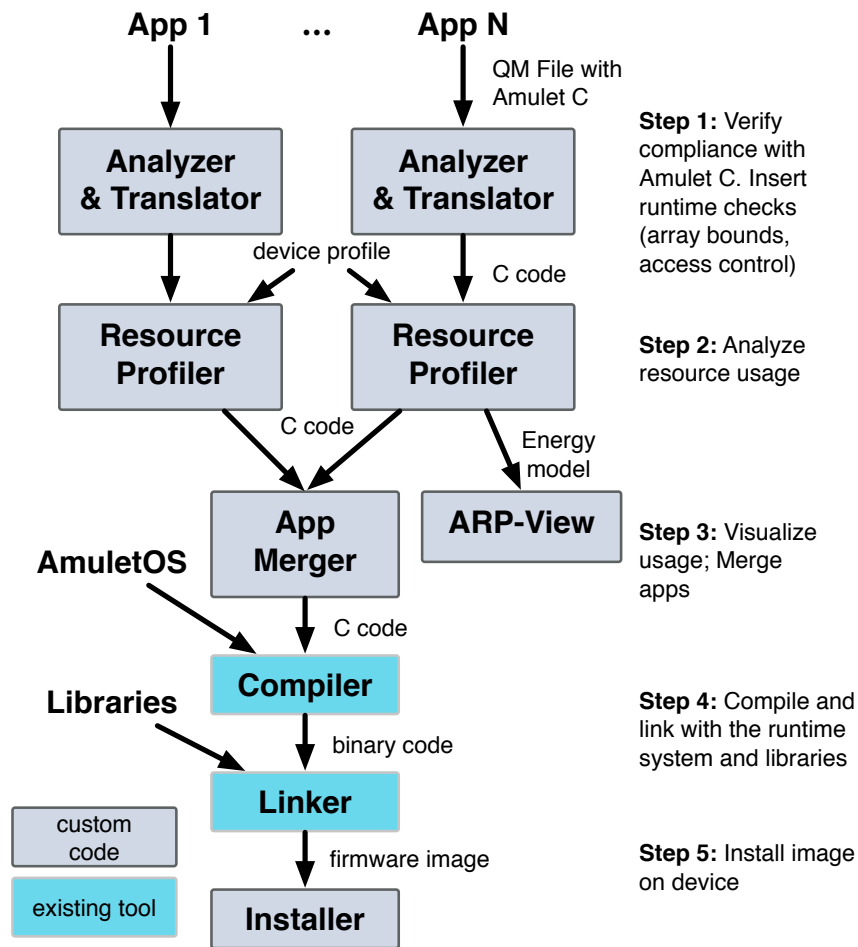 App 1
...
App N
QM File with
Amulet C
Analyzer
& Translator
Analyzer
& Translator
Step 1: Verify
compliance with
Amulet C. Insert
runtime checks
(array bounds,
access control)
device profile
C code
Resource
Profiler
Resource
Profiler
Step 2: Analyze
resource usage
C code
Energy
model
App
Merger
ARP-View
Step 3: Visualize
usage; Merge
apps
AmuletOS
C code
Compiler
Libraries
Step 4: Compile and
link with the runtime
system and libraries
binary code
Linker
custom
code
firmware image
Step 5: Install image
on device
existing tool
Installer